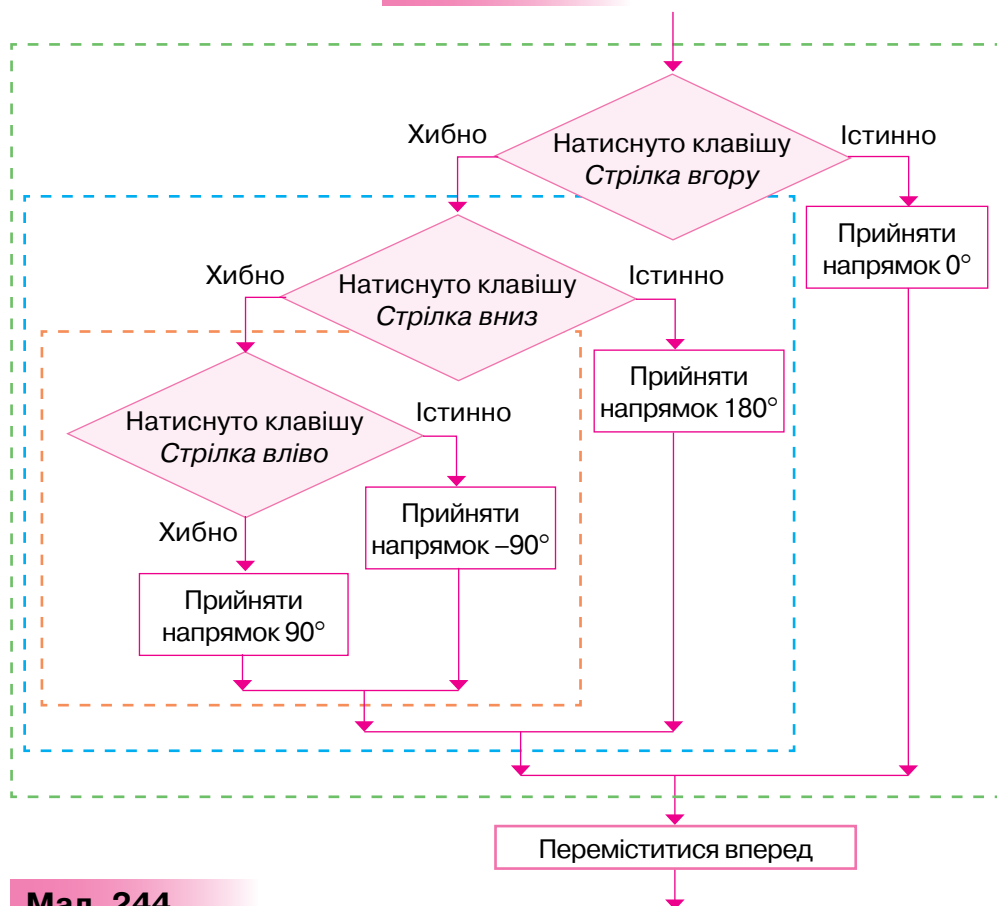 Хибно
Натиснуто клавішу
Стрілка вгору
Істинно
Прийняти
напрямок 0°
Хибно
Натиснуто клавішу
Стрілка вниз
Істинно
Прийняти
напрямок 180°
Натиснуто клавішу
Стрілка вліво
Істинно
Хибно
Прийняти
напрямок –90°
Прийняти
напрямок 90°
Переміститися вперед
Мал. 244